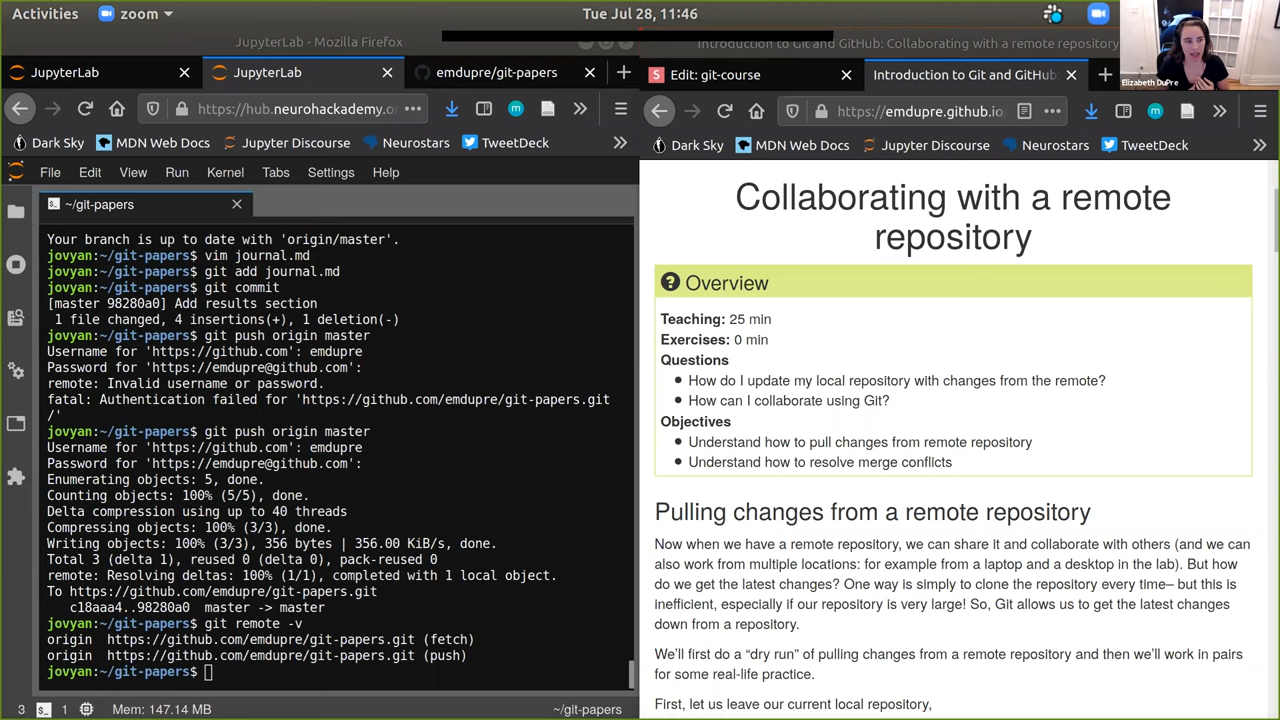 Activities
zoom
Tue Jul 28, 11:46
JupyterLab - Mozilla Firefox
Introduction to Git and GitHub: Collaborating with a remote repository
Elizabeth DuPre
JupyterLab
JupyterLab
emdupre/git-papers
https://hub.neurohackademy.o
Dark Sky
MDN Web Docs
Jupyter Discourse
Neurostars
TweetDeck
File Edit View Run Kernel Tabs Settings Help
~/git-papers
Your branch is up to date with 'origin/master'.
jovyan:~/git-papers$ vim journal.md
jovyan:~/git-papers$ git add journal.md
jovyan:~/git-papers$ git commit
[master 98280a0] Add results section
1 file changed, 4 insertions(+), 1 deletion(-)
jovyan:~/git-papers$ git push origin master
Username for 'https://github.com': emdupre
Password for 'https://emdupre@github.com':
remote: Invalid username or password.
fatal: Authentication failed for 'https://github.com/emdupre/git-papers.git
/'
jovyan:~/git-papers$ git push origin master
Username for 'https://github.com': emdupre
Password for 'https://emdupre@github.com':
Enumerating objects: 5, done.
Counting objects: 100% (5/5), done.
Delta compression using up to 40 threads
Compressing objects: 100% (3/3), done.
Writing objects: 100% (3/3), 356 bytes | 356.00 KiB/s, done.
Total 3 (delta 1), reused 0 (delta 0), pack-reused 0
remote: Resolving deltas: 100% (1/1), completed with 1 local object.
To https://github.com/emdupre/git-papers.git
c18aaa4..98280a0  master -> master
jovyan:~/git-papers$ git remote -v
origin  https://github.com/emdupre/git-papers.git (fetch)
origin  https://github.com/emdupre/git-papers.git (push)
jovyan:~/git-papers$
3
1
Mem: 147.14 MB
~/git-papers
Edit: git-course
Introduction to Git and GitHub:
https://emdupre.github.io
Dark Sky
MDN Web Docs
Jupyter Discourse
Neurostars
TweetDeck
Collaborating with a remote
repository
Overview
Teaching: 25 min
Exercises: 0 min
Questions
How do I update my local repository with changes from the remote?
How can I collaborate using Git?
Objectives
Understand how to pull changes from remote repository
Understand how to resolve merge conflicts
Pulling changes from a remote repository
Now when we have a remote repository, we can share it and collaborate with others (and we can
also work from multiple locations: for example from a laptop and a desktop in the lab). But how
do we get the latest changes? One way is simply to clone the repository every time– but this is
inefficient, especially if our repository is very large! So, Git allows us to get the latest changes
down from a repository.
We'll first do a “dry run” of pulling changes from a remote repository and then we'll work in pairs
for some real-life practice.
First, let us leave our current local repository,